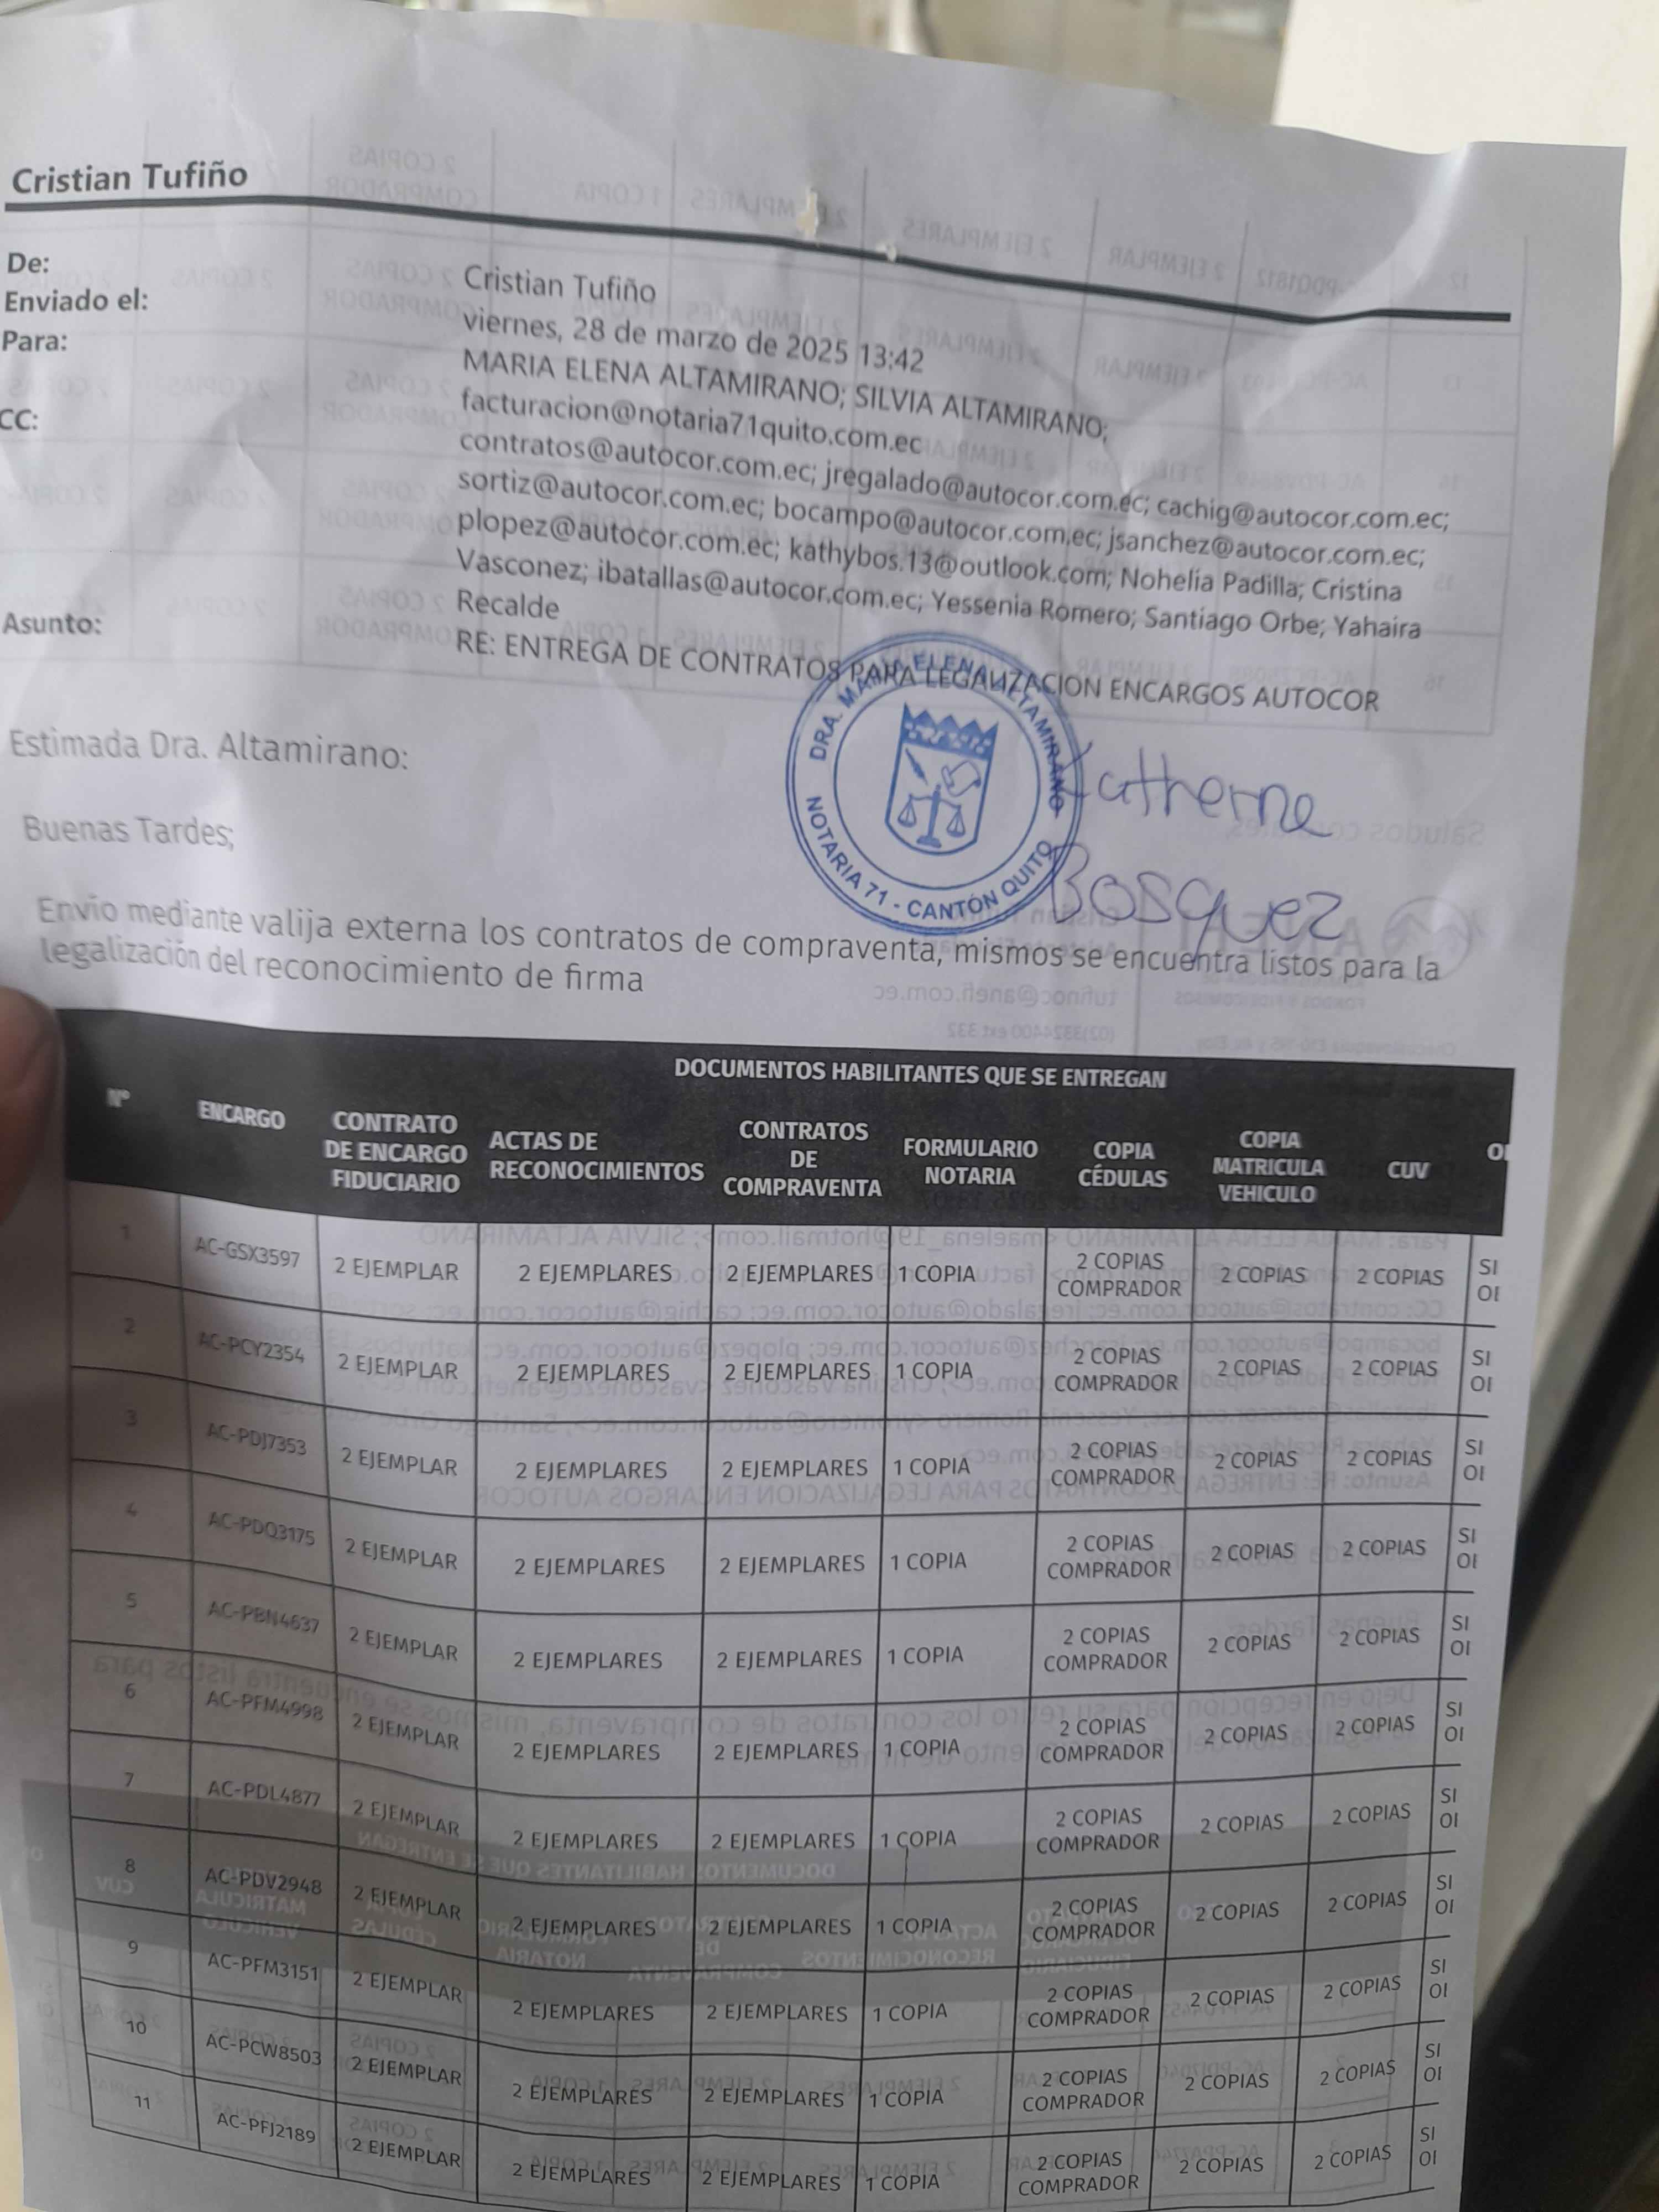 Cristian Tufiño
De: Cristian Tufiño
Enviado el: viernes, 28 de marzo de 2025 13:42
Para: MARIA ELENA ALTAMIRANO; SILVIA ALTAMIRANO;
facturacion@notaria71quito.com.ec
CC: contratos@autocor.com.ec; jregalado@autocor.com.ec; cachig@autocor.com.ec;
sortiz@autocor.com.ec; bocampo@autocor.com.ec; jsanchez@autocor.com.ec;
plopez@autocor.com.ec; kathybos.13@outlook.com; Nohelia Padilla; Cristina
Vasconez; ibatallas@autocor.com.ec; Yessenia Romero; Santiago Orbe; Yahaira
Recalde
Asunto: RE: ENTREGA DE CONTRATOS PARA LEGALIZACION ENCARGOS AUTOCOR
DRA. MARIA ELENA ALTAMIRANO
NOTARIA 71 - CANTÓN QUITO
Katherne
Bosquez
Estimada Dra. Altamirano:
Buenas Tardes;
Envio mediante valija externa los contratos de compraventa, mismos se encuentra listos para la
legalización del reconocimiento de firma
DOCUMENTOS HABILITANTES QUE SE ENTREGAN
N° ENCARGO CONTRATO DE ENCARGO FIDUCIARIO ACTAS DE RECONOCIMIENTOS CONTRATOS DE COMPRAVENTA FORMULARIO NOTARIA COPIA CÉDULAS COPIA MATRICULA VEHICULO CUV
1 AC-GSX3597 2 EJEMPLAR 2 EJEMPLARES 2 EJEMPLARES 1 COPIA 2 COPIAS COMPRADOR 2 COPIAS 2 COPIAS SI
2 AC-PCY2354 2 EJEMPLAR 2 EJEMPLARES 2 EJEMPLARES 1 COPIA 2 COPIAS COMPRADOR 2 COPIAS 2 COPIAS SI
3 AC-PDJ7353 2 EJEMPLAR 2 EJEMPLARES 2 EJEMPLARES 1 COPIA 2 COPIAS COMPRADOR 2 COPIAS 2 COPIAS SI
4 AC-PDQ3175 2 EJEMPLAR 2 EJEMPLARES 2 EJEMPLARES 1 COPIA 2 COPIAS COMPRADOR 2 COPIAS 2 COPIAS SI
5 AC-PBN4637 2 EJEMPLAR 2 EJEMPLARES 2 EJEMPLARES 1 COPIA 2 COPIAS COMPRADOR 2 COPIAS 2 COPIAS SI
6 AC-PFM4998 2 EJEMPLAR 2 EJEMPLARES 2 EJEMPLARES 1 COPIA 2 COPIAS COMPRADOR 2 COPIAS 2 COPIAS SI
7 AC-PDL4877 2 EJEMPLAR 2 EJEMPLARES 2 EJEMPLARES 1 COPIA 2 COPIAS COMPRADOR 2 COPIAS 2 COPIAS SI
8 AC-PDV2948 2 EJEMPLAR 2 EJEMPLARES 2 EJEMPLARES 1 COPIA 2 COPIAS COMPRADOR 2 COPIAS 2 COPIAS SI
9 AC-PFM3151 2 EJEMPLAR 2 EJEMPLARES 2 EJEMPLARES 1 COPIA 2 COPIAS COMPRADOR 2 COPIAS 2 COPIAS SI
10 AC-PCW8503 2 EJEMPLAR 2 EJEMPLARES 2 EJEMPLARES 1 COPIA 2 COPIAS COMPRADOR 2 COPIAS 2 COPIAS SI
11 AC-PFJ2189 2 EJEMPLAR 2 EJEMPLARES 2 EJEMPLARES 1 COPIA 2 COPIAS COMPRADOR 2 COPIAS 2 COPIAS SI